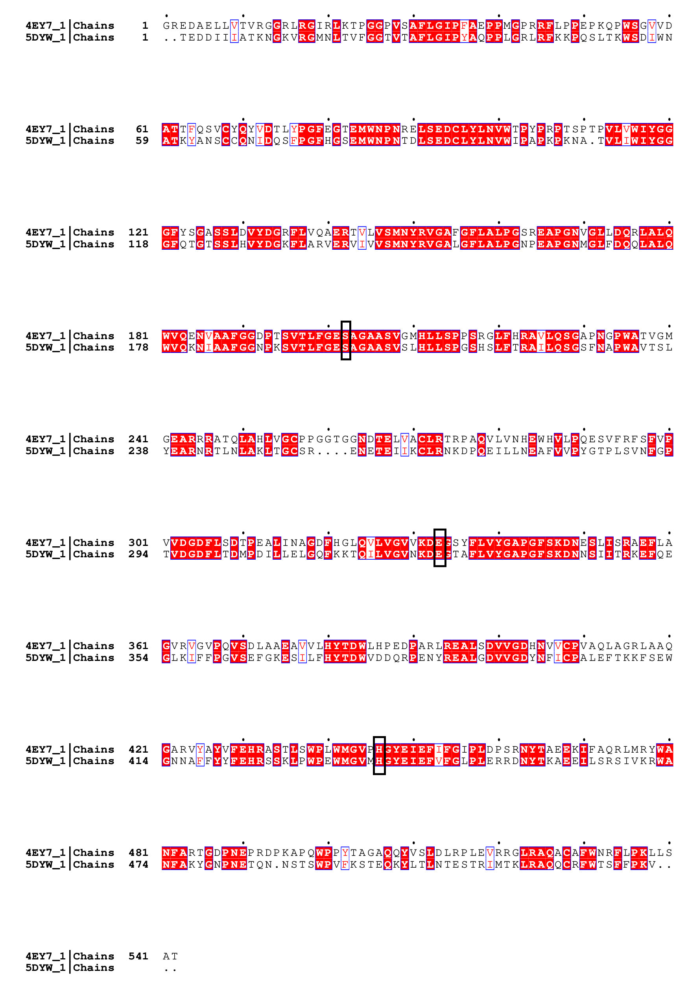 4EY7_1|Chains 1 GREDAELLVTVRGGRLRGIRLKTPGGPVSAFLGIPFAEPPMGPRRFLPPEPKQPWSGVVD
5DYW_1|Chains 1 ..TEDDIIIATKNGKVRGMNLTVFGGTVTAFLGIPYAQPPLGRLRFKKPQSLTKWSDIWN
4EY7_1|Chains 61 ATTFQSVCYQYVDTLYPGFEGTEMWNPNRELSEDCLYLNVWTPYPRPTSPTPVLVWIYGG
5DYW_1|Chains 59 ATKYANSCCQNIDQSFPGFHGSEMWNPNTDLSEDCLYLNVWIPAPKPKNA.TVLIWIYGG
4EY7_1|Chains 121 GFYSGASSLDVYDGRFLVQAERTVLVSMNYRVGAFGFLALPGSREAPGNVGLLDQRLALQ
5DYW_1|Chains 118 GFQTGTSSLHVYDGKFLARVERVIVVSMNYRVGALGFLALPGNPEAPGNMGLFDQQLALQ
4EY7_1|Chains 181 WVQENVAAFGGDPTSVTLFGESAGAASVGMHLLSPPSRGLFHRAVLQSGAPNGPWATVGM
5DYW_1|Chains 178 WVQKNIAAFGGNPKSVTLFGESAGAASVSLHLLSPGSHSLFTRAILQSGSFNAPWAVTSL
4EY7_1|Chains 241 GEARRRATQLAHLVGCPPGGTGGNDTELVACLRTRPAQVLVNHEWHVLPQESVFRFSFVP
5DYW_1|Chains 238 YEARNRTLNLAKLTGCSR....ENETEIIKCLRNKDPQEILLNEAFVVPYGTPLSVNFGP
4EY7_1|Chains 301 VVDGDFLSDTPEALINAGDFHGLQVLVGVVKDEGSYFLVYGAPGFSKDNESLISRAEFLA
5DYW_1|Chains 294 TVDGDFLTDMPDILLELGQFKKTQILVGVNKDEGTAFLVYGAPGFSKDNNSIITRKEFQE
4EY7_1|Chains 361 GVRVGVPQVSDLAAEAVVLHYTDWLHPEDPARLREALSDVVGDHNVVCPVAQLAGRLAAQ
5DYW_1|Chains 354 GLKIFFPGVSEFGKESILFHYTDWVDDQRPENYREALGDVVGDYNFICPALEFTKKFSEW
4EY7_1|Chains 421 GARVYAYVFEHRASTLSWPLWMGVPHGYEIEFIFGIPLDPSRNYTAEEKIFAQRLMRYWA
5DYW_1|Chains 414 GNNAFFYYFEHRSSKLPWPEWMGVMHGYEIEFVFGLPLERRDNYTKAEEILSRSIVKRWA
4EY7_1|Chains 481 NFARTGDPNEPRDPKAPQWPPYTAGAQQYVSLDLRPLEVRRGLRAQACAFWNRFLPKLLS
5DYW_1|Chains 474 NFAKYGNPNETQN.NSTSWPVFKSTEQKYLTLNTESTRIMTKLRAQQCRFWTSFFPKV..
4EY7_1|Chains 541 AT
5DYW_1|Chains ..